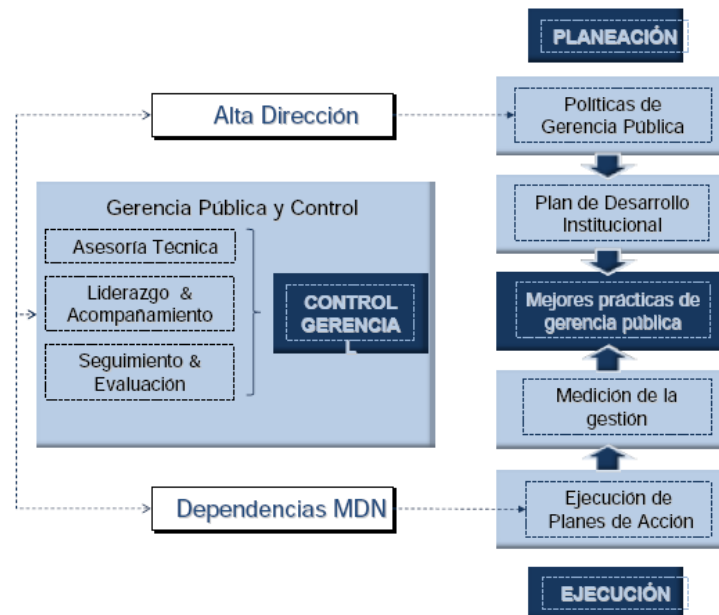 PLANEACIÓN
Alta Dirección
Políticas de
Gerencia Pública
Gerencia Pública y Control
Asesoría Técnica
Liderazgo &
Acompañamiento
Seguimiento &
Evaluación
CONTROL
GERENCIA
L
Plan de Desarrollo
Institucional
Mejores prácticas de
gerencia pública
Medición de la
gestión
Dependencias MDN
Ejecución de
Planes de Acción
EJECUCIÓN